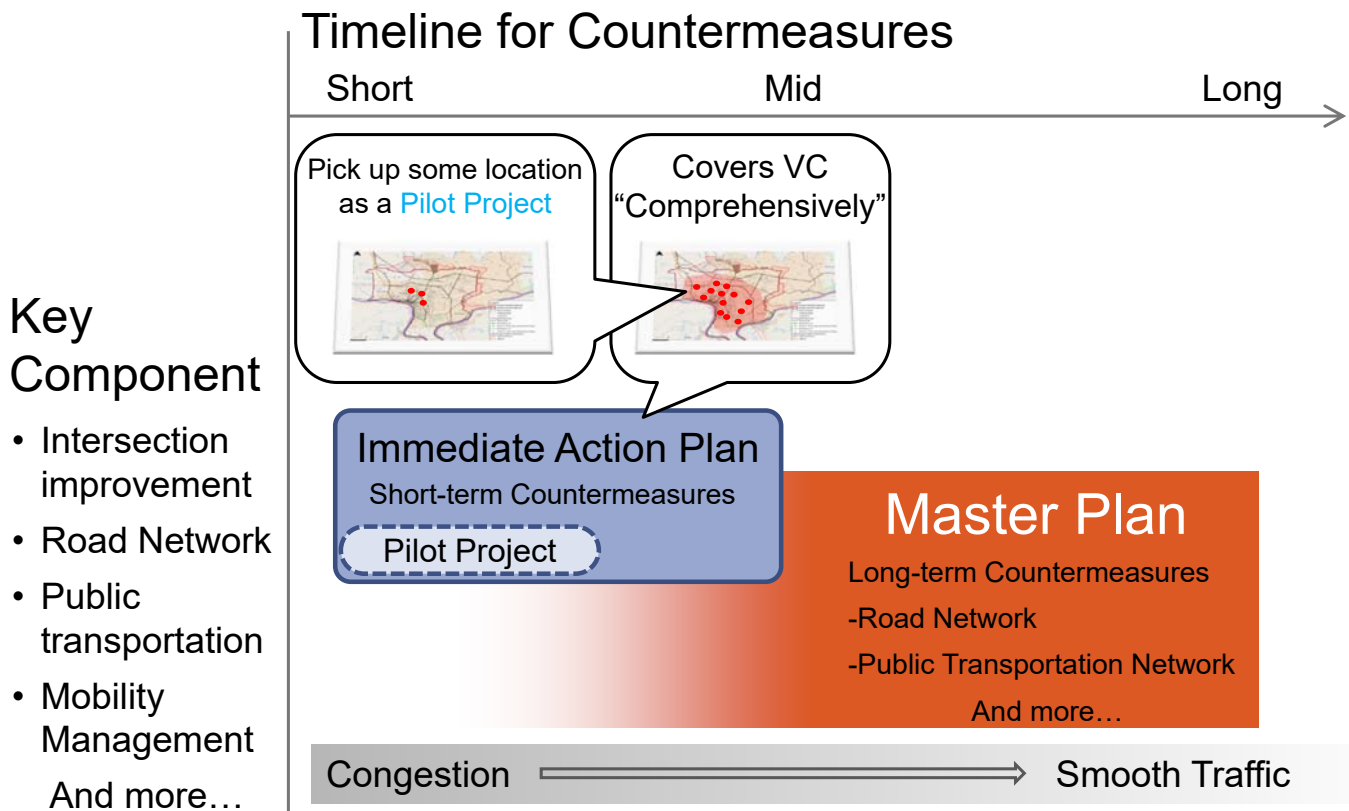 Timeline for Countermeasures
Short
Mid
Long
Pick up some location
as a Pilot Project
Covers VC
“Comprehensively”
Key
Component
• Intersection
improvement
• Road Network
• Public
transportation
• Mobility
Management
And more…
Immediate Action Plan
Short-term Countermeasures
Pilot Project
Master Plan
Long-term Countermeasures
-Road Network
-Public Transportation Network
And more…
Congestion
Smooth Traffic